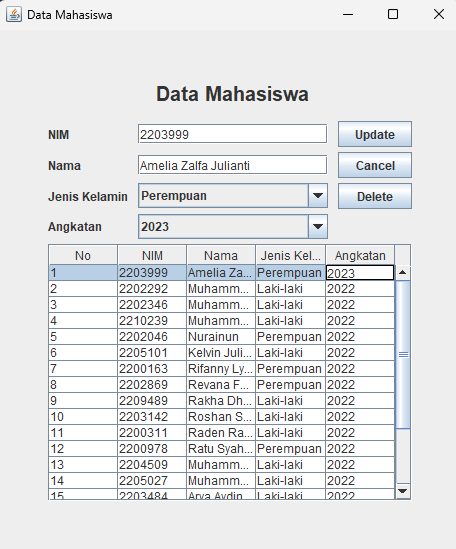 Data Mahasiswa
Data Mahasiswa
NIM 2203999 Update
Nama Amelia Zalfa Julianti Cancel
Jenis Kelamin Perempuan Delete
Angkatan 2023
No NIM Nama Jenis Kel... Angkatan
1 2203999 Amelia Za... Perempuan 2023
2 2202292 Muhamm... Laki-laki 2022
3 2202346 Muhamm... Laki-laki 2022
4 2210239 Muhamm... Laki-laki 2022
5 2202046 Nurainun Perempuan 2022
6 2205101 Kelvin Juli... Laki-laki 2022
7 2200163 Rifanny Ly... Perempuan 2022
8 2202869 Revana F... Perempuan 2022
9 2209489 Rakha Dh... Laki-laki 2022
10 2203142 Roshan S... Laki-laki 2022
11 2200311 Raden Ra... Laki-laki 2022
12 2200978 Ratu Syah... Perempuan 2022
13 2204509 Muhamm... Laki-laki 2022
14 2205027 Muhamm... Laki-laki 2022
15 2203484 Arya Aydin... Laki-laki 2022